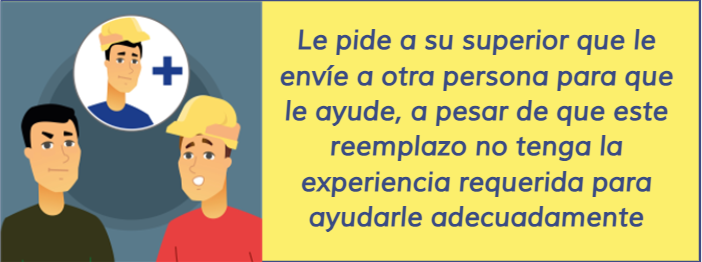 Le pide a su superior que le
envíe a otra persona para que
le ayude, a pesar de que este
reemplazo no tenga la
experiencia requerida para
ayudarle adecuadamente